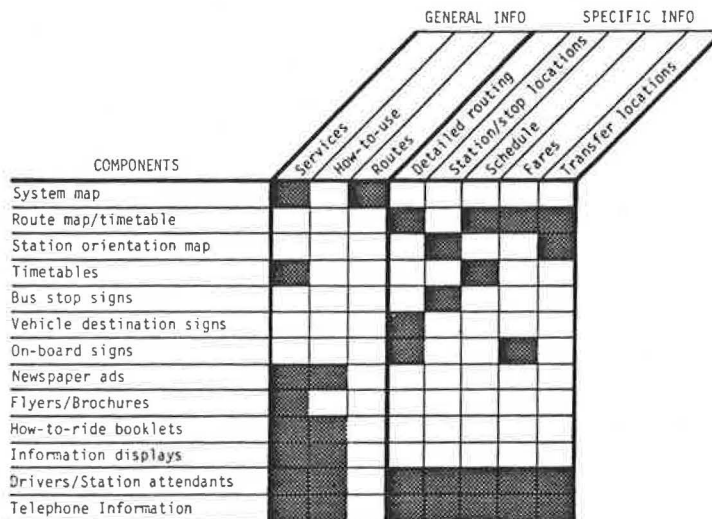 GENERAL INFO SPECIFIC INFO
Services
How-to-use
Routes
Detailed routing
Station/stop locations
Schedule
Fares
Transfer locations
COMPONENTS
System map
Route map/timetable
Station orientation map
Timetables
Bus stop signs
Vehicle destination signs
On-board signs
Newspaper ads
Flyers/Brochures
How-to-ride booklets
Information displays
Drivers/Station attendants
Telephone Information